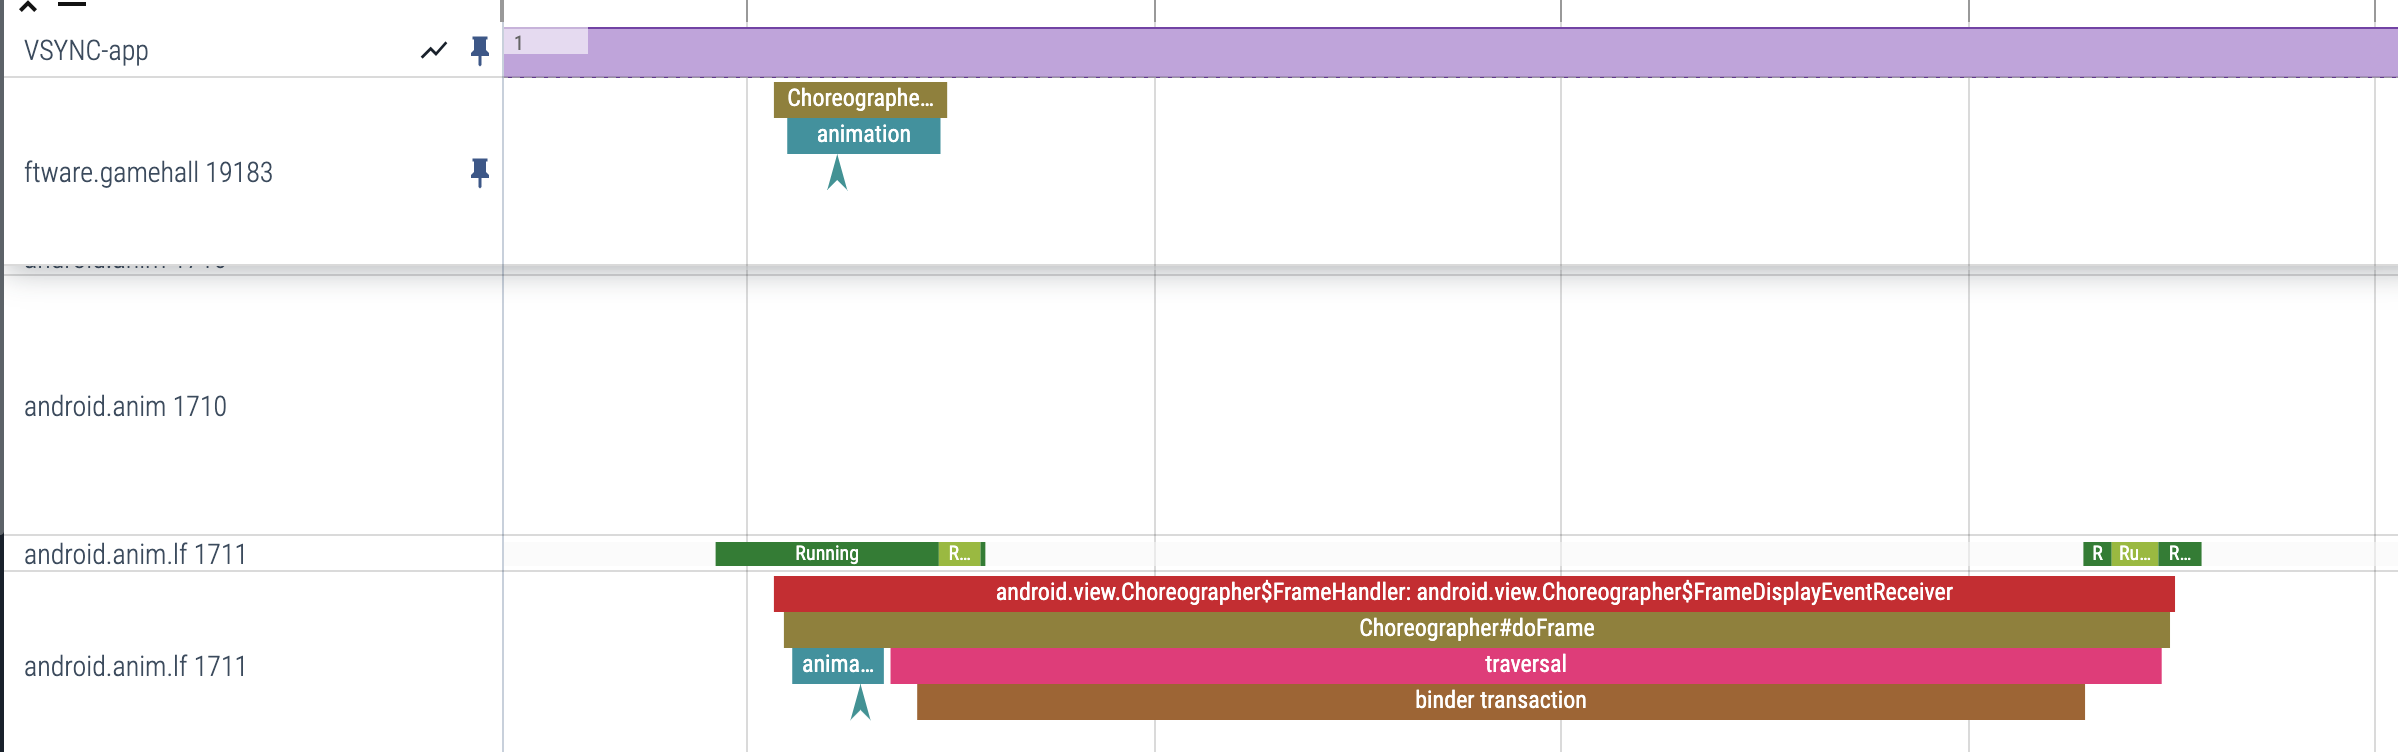 VSYNC-app
1
Choreographe...
animation
ftware.gamehall 19183
android.anim 1710
android.anim.lf 1711
Running
R...
R
Ru...
R...
android.view.Choreographer$FrameHandler: android.view.Choreographer$FrameDisplayEventReceiver
Choreographer#doFrame
android.anim.lf 1711
anima...
traversal
binder transaction